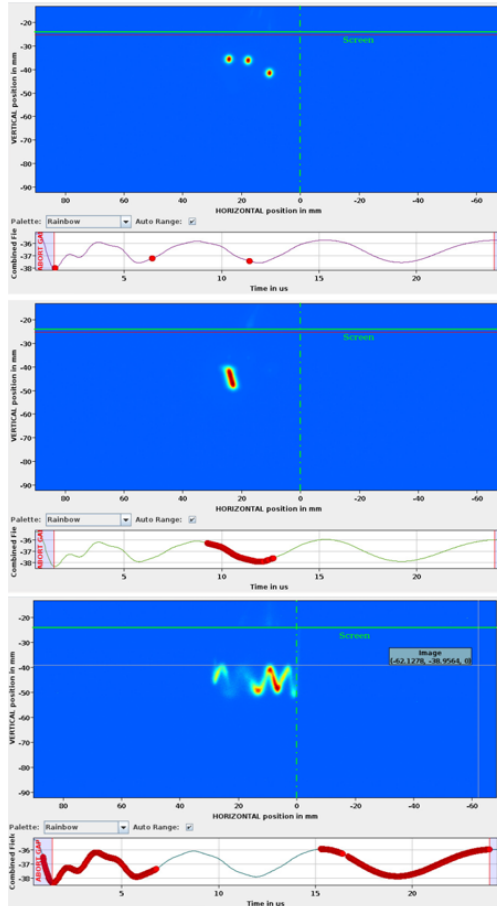 -20
Screen
-30
-40
-50
-60
-70
-80
-90
VERTICAL position in mm
80 60 40 20 0 -20 -40 -60
HORIZONTAL position in mm
Palette: Rainbow Auto Range:
Combined Fie
-36
-37
-38
ABORT GAP
5 10 15 20
Time in us
-20
Screen
-30
-40
-50
-60
-70
-80
-90
VERTICAL position in mm
80 60 40 20 0 -20 -40 -60
HORIZONTAL position in mm
Palette: Rainbow Auto Range:
Combined Fie
-36
-37
-38
ABORT GA
5 10 15 20
Time in us
-20
Screen
-30
Image
(-62.1278, -38.9564, 0)
-40
-50
-60
-70
-80
-90
VERTICAL position in mm
80 60 40 20 0 -20 -40 -60
HORIZONTAL position in mm
Palette: Rainbow Auto Range:
Combined Field
-36
-37
-38
ABORT GAP
5 10 15 20
Time in us